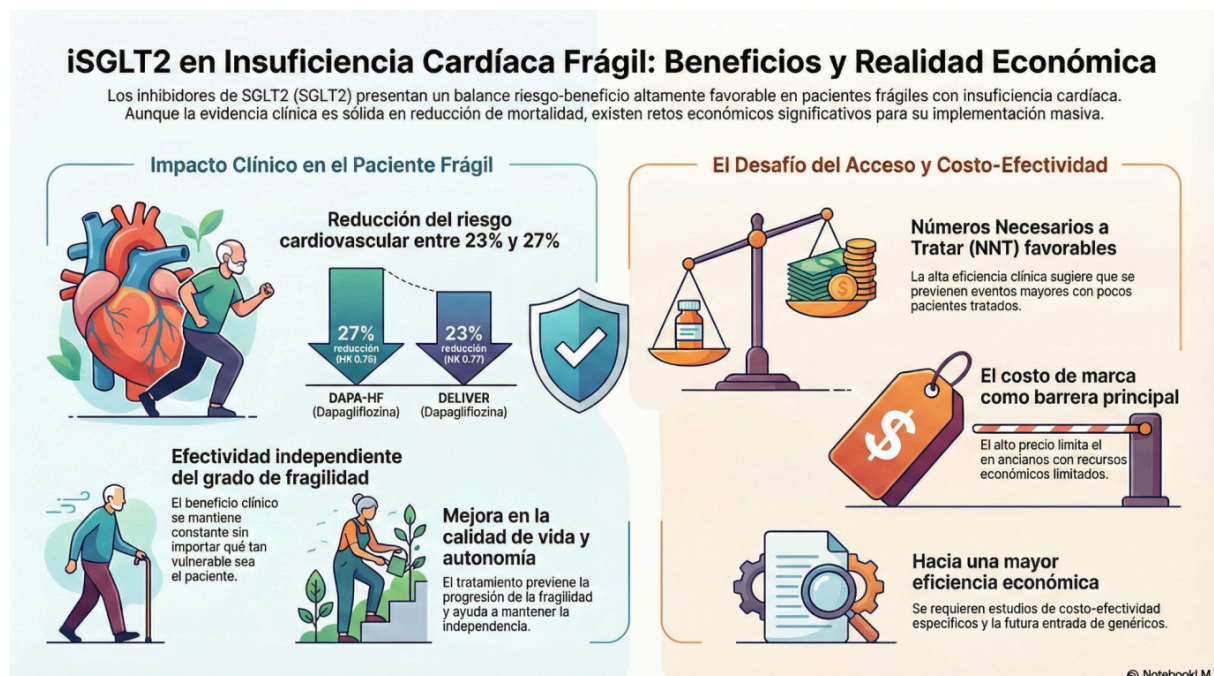 iSGLT2 en Insuficiencia Cardíaca Frágil: Beneficios y Realidad Económica
Los inhibidores de SGLT2 (SGLT2) presentan un balance riesgo-beneficio altamente favorable en pacientes frágiles con insuficiencia cardíaca.
Aunque la evidencia clínica es sólida en reducción de mortalidad, existen retos económicos significativos para su implementación masiva.
Impacto Clínico en el Paciente Frágil
Reducción del riesgo
cardiovascular entre 23% y 27%
27%
reducción
(HK 0.76)
23%
reducción
(NK 0.77)
DAPA-HF
(Dapagliflozina)
DELIVER
(Dapagliflozina)
Efectividad independiente
del grado de fragilidad
El beneficio clínico
se mantiene
constante sin
importar qué tan
vulnerable sea
el paciente.
Mejora en la
calidad de vida y
autonomía
El tratamiento previene la
progresión de la fragilidad
y ayuda a mantener la
independencia.
El Desafío del Acceso y Costo-Efectividad
Números Necesarios a
Tratar (NNT) favorables
La alta eficiencia clínica sugiere que se
previenen eventos mayores con pocos
pacientes tratados.
El costo de marca
como barrera principal
$
El alto precio limita el
en ancianos con recursos
económicos limitados.
Hacia una mayor
eficiencia económica
Se requieren estudios de costo-efectividad
especificos y la futura entrada de genéricos.
NotebookLM